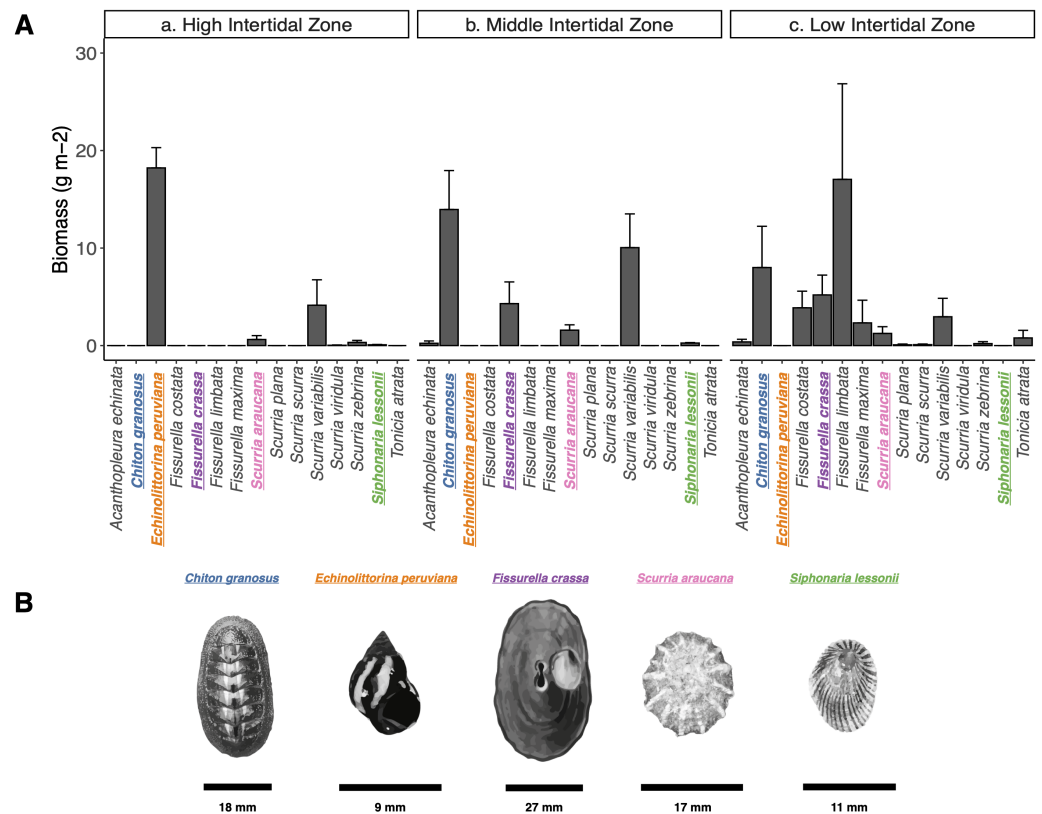 A
a. High Intertidal Zone
b. Middle Intertidal Zone
c. Low Intertidal Zone
Biomass (g m−2)
30
20
10
0
Acanthopleura echinata
Chiton granosus
Echinolittorina peruviana
Fissurella costata
Fissurella crassa
Fissurella limbata
Fissurella maxima
Scurria araucana
Scurria plana
Scurria scurra
Scurria variabilis
Scurria viridula
Scurria zebrina
Siphonaria lessonii
Tonicia atrata
Acanthopleura echinata
Chiton granosus
Echinolittorina peruviana
Fissurella costata
Fissurella crassa
Fissurella limbata
Fissurella maxima
Scurria araucana
Scurria plana
Scurria scurra
Scurria variabilis
Scurria viridula
Scurria zebrina
Siphonaria lessonii
Tonicia atrata
Acanthopleura echinata
Chiton granosus
Echinolittorina peruviana
Fissurella costata
Fissurella crassa
Fissurella limbata
Fissurella maxima
Scurria araucana
Scurria plana
Scurria scurra
Scurria variabilis
Scurria viridula
Scurria zebrina
Siphonaria lessonii
Tonicia atrata
B
Chiton granosus
Echinolittorina peruviana
Fissurella crassa
Scurria araucana
Siphonaria lessonii
18 mm
9 mm
27 mm
17 mm
11 mm